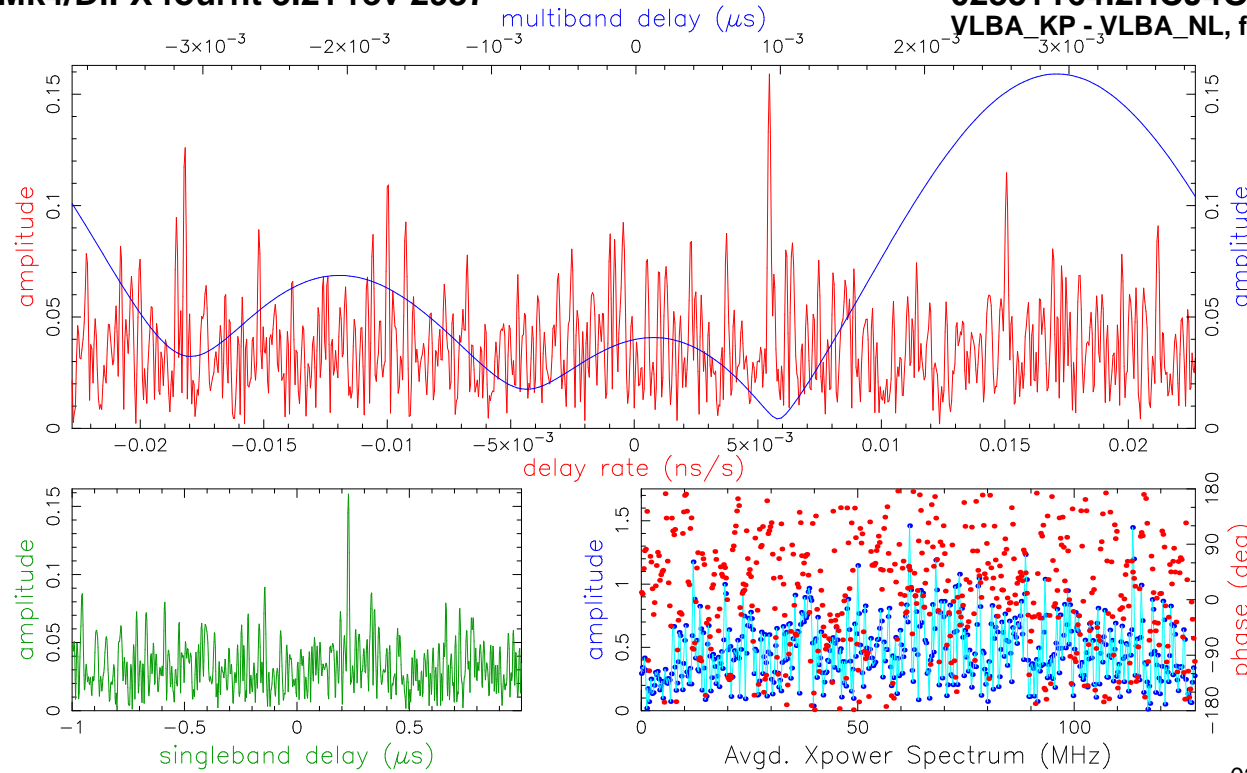 multiband delay (μs)
VLBA_KP - VLBA_NL, f
−3×10⁻³ −2×10⁻³ −10⁻³ 0 10⁻³ 2×10⁻³ 3×10⁻³
amplitude
0 0.05 0.1 0.15
amplitude
0 0.05 0.1 0.15
−0.02 −0.015 −0.01 −5×10⁻³ 0 5×10⁻³ 0.01 0.015 0.02
delay rate (ns/s)
amplitude
0 0.05 0.1 0.15
−1 −0.5 0 0.5
singleband delay (μs)
amplitude
0 0.5 1 1.5
phase (deg)
−180 −90 0 90 180
0 50 100
Avgd. Xpower Spectrum (MHz)